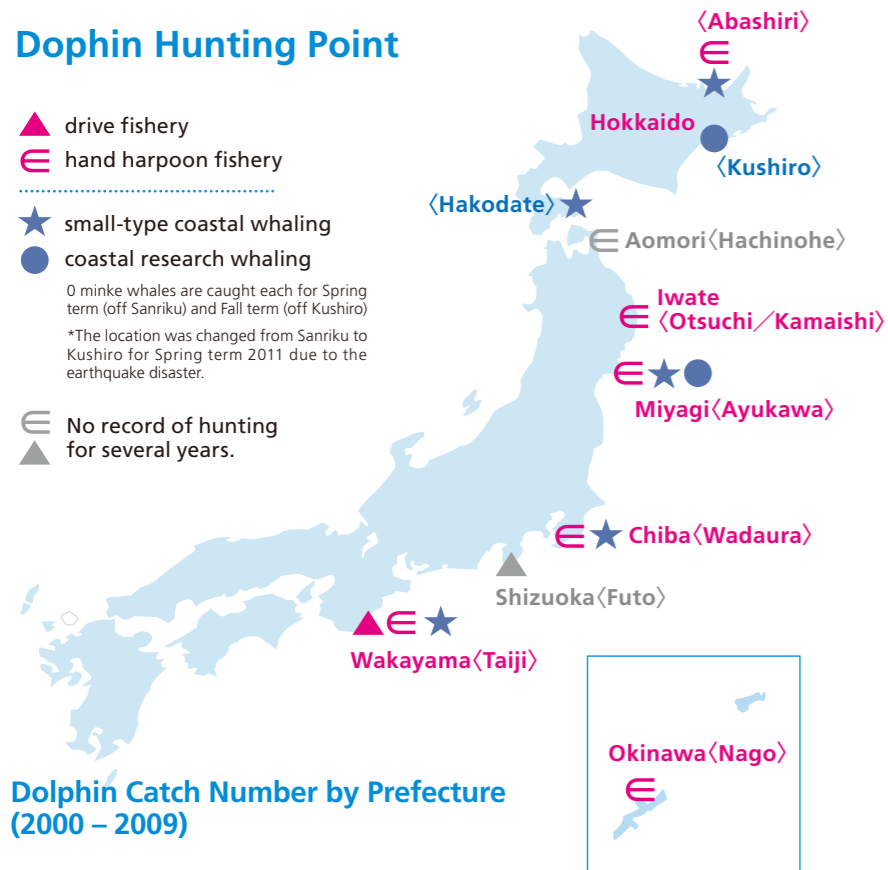 Dophin Hunting Point
drive fishery
hand harpoon fishery
small-type coastal whaling
coastal research whaling
0 minke whales are caught each for Spring
term (off Sanriku) and Fall term (off Kushiro)
*The location was changed from Sanriku to
Kushiro for Spring term 2011 due to the
earthquake disaster.
No record of hunting
for several years.
〈Abashiri〉
Hokkaido
〈Kushiro〉
〈Hakodate〉
Aomori〈Hachinohe〉
Iwate
〈Otsuchi／Kamaishi〉
Miyagi〈Ayukawa〉
Chiba〈Wadaura〉
Shizuoka〈Futo〉
Wakayama〈Taiji〉
Okinawa〈Nago〉
Dolphin Catch Number by Prefecture
(2000 – 2009)